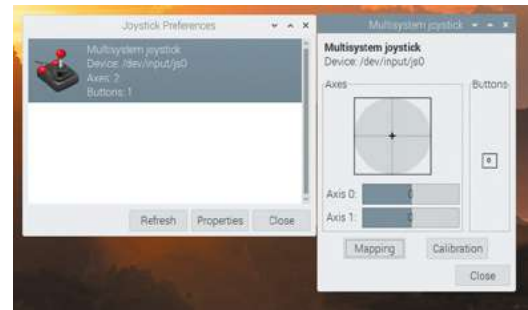 Joystick Preferences
Multisystem joystick
Device: /dev/input/js0
Axes: 2
Buttons: 1
Refresh Properties Close
Multisystem joystick
Multisystem joystick
Device: /dev/input/js0
Axes
Buttons
0
Axis 0: 0
Axis 1: 0
Mapping Calibration
Close